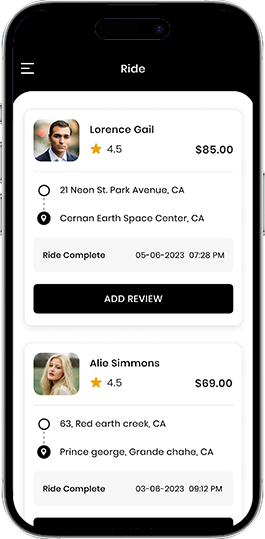 Ride
Lorence Gail
4.5
$85.00
21 Neon St. Park Avenue, CA
Cernan Earth Space Center, CA
Ride Complete 05-06-2023 07:28 PM
ADD REVIEW
Alie Simmons
4.5
$69.00
63, Red earth creek, CA
Prince george, Grande chahe, CA
Ride Complete 03-06-2023 09:12 PM